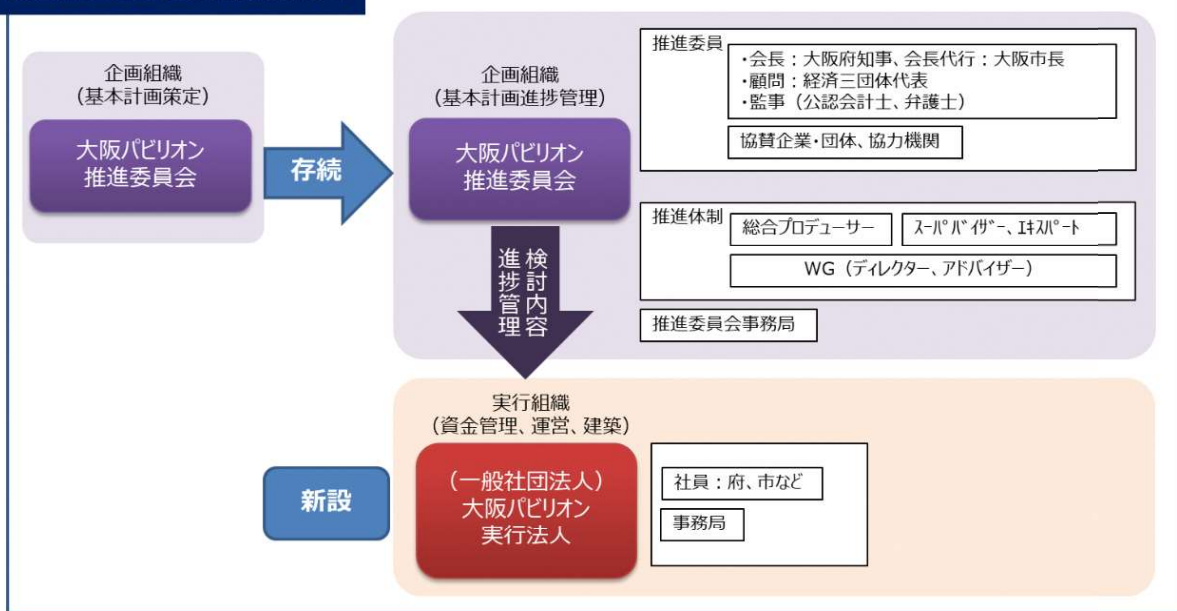 企画組織
（基本計画策定）
大阪パビリオン
推進委員会
存続
企画組織
（基本計画進捗管理）
大阪パビリオン
推進委員会
推進委員
・会長：大阪府知事、会長代行：大阪市長
・顧問：経済三団体代表
・監事（公認会計士、弁護士）
協賛企業・団体、協力機関
推進体制
総合プロデューサー
ｽｰﾊﾟﾊﾞｲｻﾞｰ、ｴｷｽﾊﾟｰﾄ
WG（ディレクター、アドバイザー）
推進委員会事務局
検討内容
進捗管理
実行組織
（資金管理、運営、建築）
新設
（一般社団法人）
大阪パビリオン
実行法人
社員：府、市など
事務局